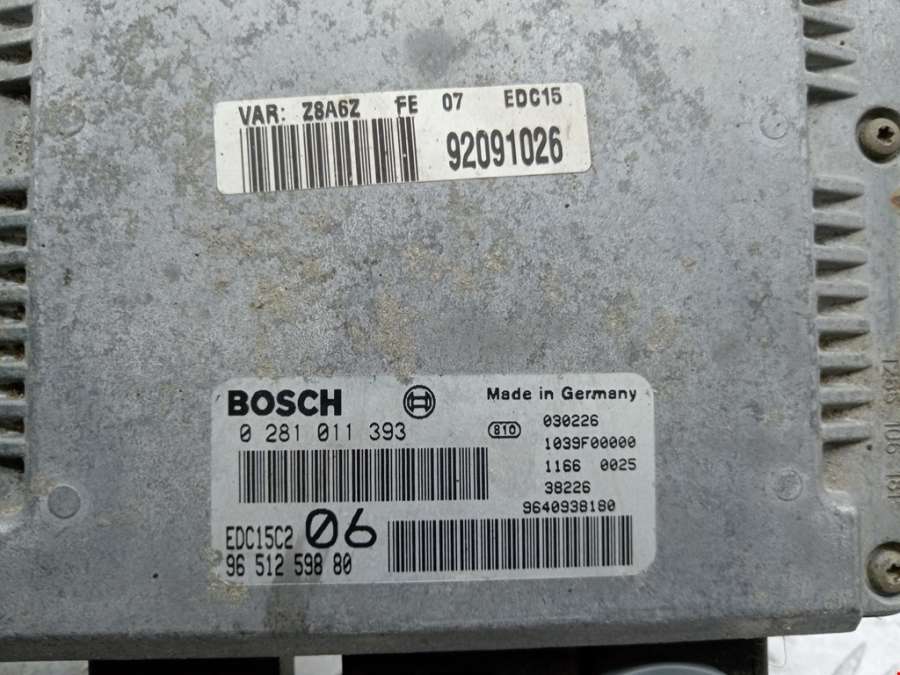 VAR: Z8A6Z FE 07 EDC15
92091026
BOSCH
Made in Germany
0 281 011 393
810
030226
1039F00000
1166 0025
38226
9640938180
EDC15C2 06
96 512 598 80